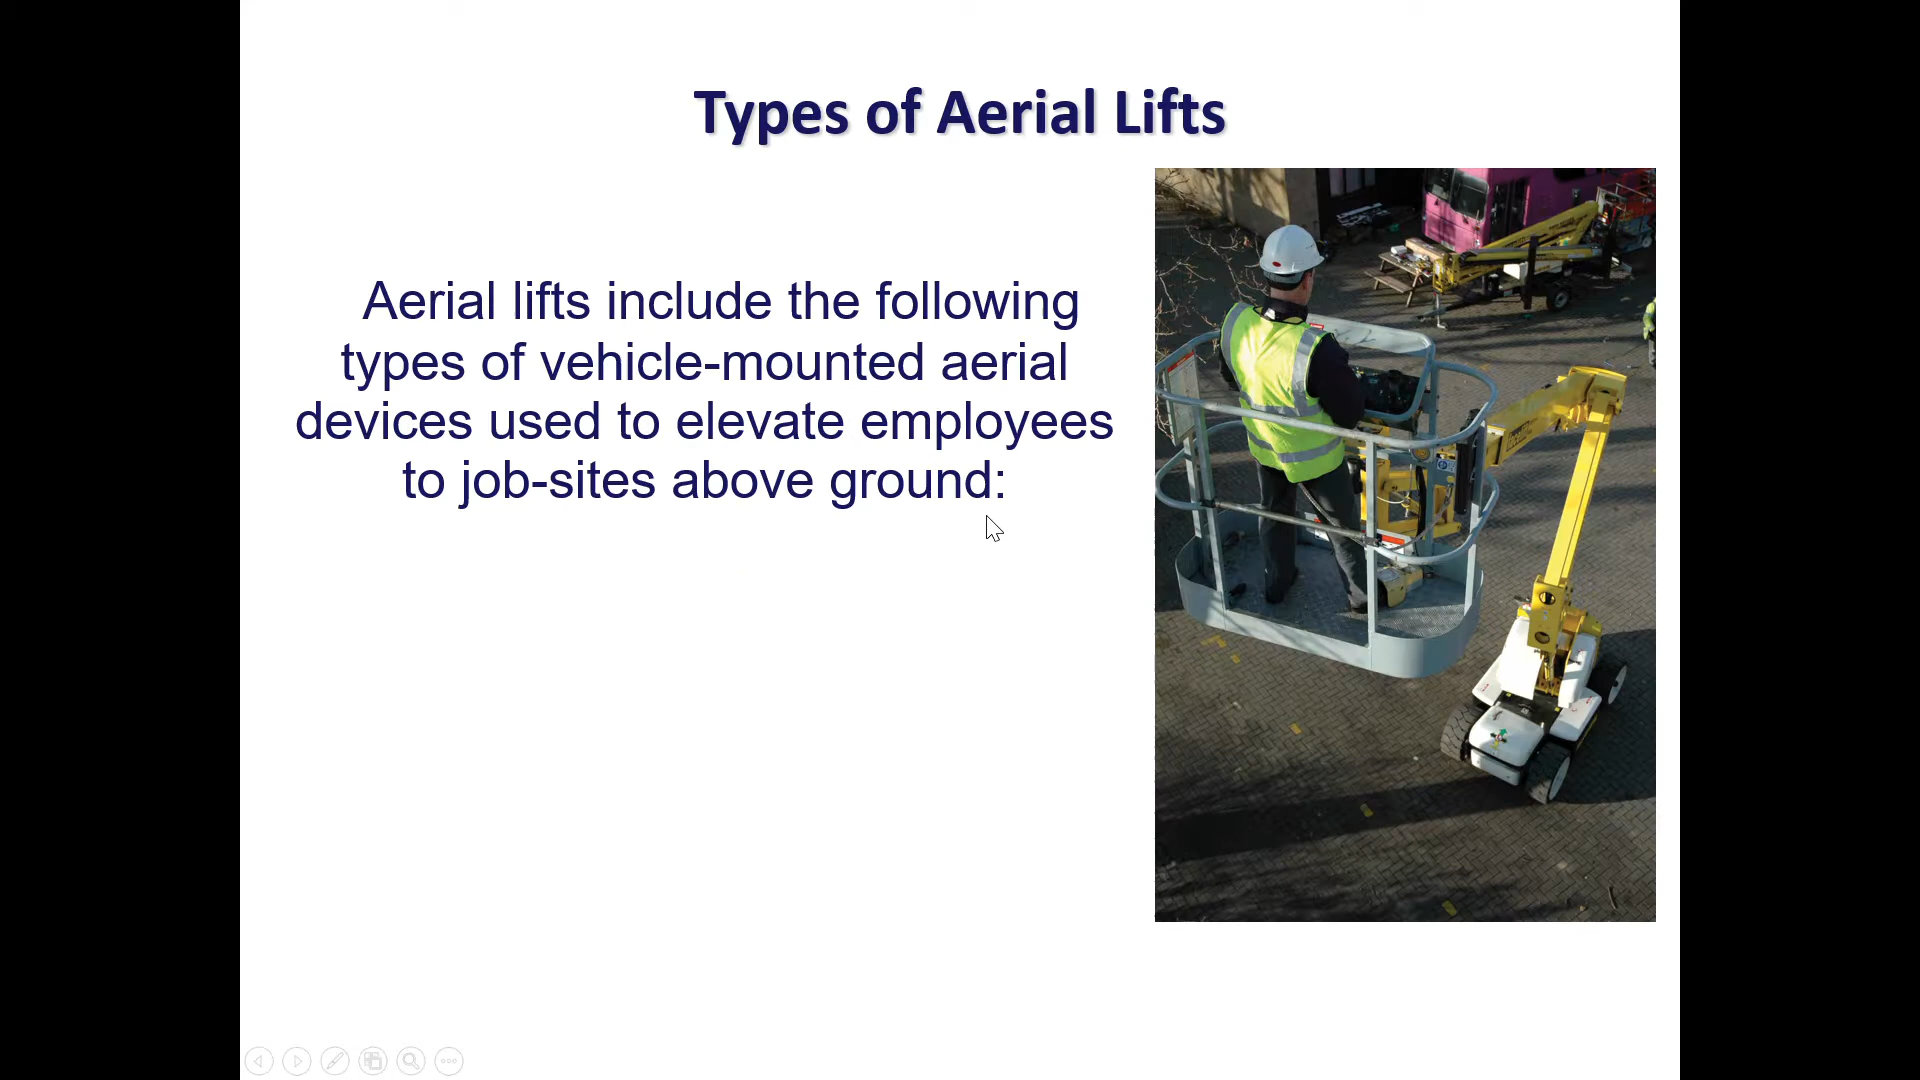 Types of Aerial Lifts
Aerial lifts include the following
types of vehicle-mounted aerial
devices used to elevate employees
to job-sites above ground: